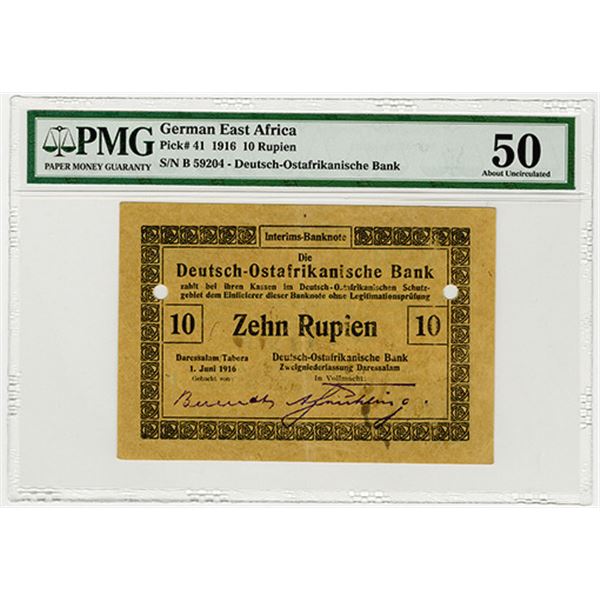 PMG
PAPER MONEY GUARANTY
German East Africa
Pick# 41 1916 10 Rupien
S/N B 59204 - Deutsch-Ostafrikanische Bank
50
About Uncirculated
Interims-Banknote
Die
Deutsch-Ostafrikanische Bank
zahlt bei ihren Kassen im Deutsch-Ostafrikanischen Schutz-
gebiet dem Einlieferer dieser Banknote ohne Legitimationsprüfung
10 Zehn Rupien 10
Daressalam/Tabora Deutsch-Ostafrikanische Bank
1. Juni 1916 Zweigniederlassung Daressalam
Gebucht von: In Vollmacht: